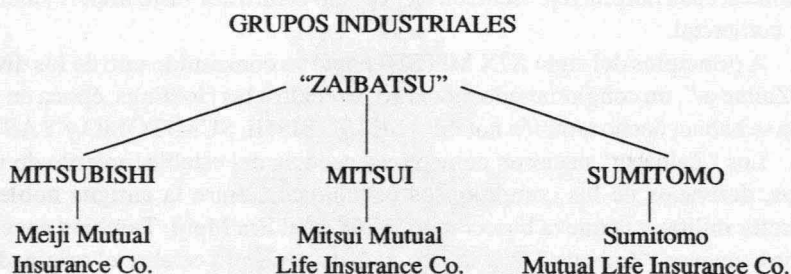 GRUPOS INDUSTRIALES
"ZAIBATSU"
MITSUBISHI
MITSUI
SUMITOMO
Meiji Mutual
Insurance Co.
Mitsui Mutual
Life Insurance Co.
Sumitomo
Mutual Life Insurance Co.